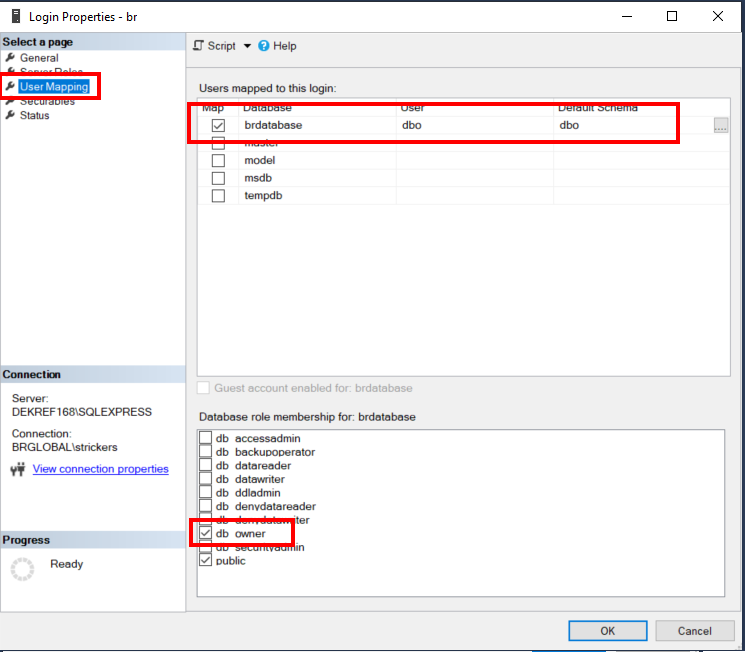 Login Properties - br
Select a page
General
Server Roles
User Mapping
Securables
Status
Script
Help
Users mapped to this login:
Map Database User Default Schema
brdatabase dbo dbo
...
master
model
msdb
tempdb
Guest account enabled for: brdatabase
Connection
Server:
DEKREF168\SQLEXPRESS
Connection:
BRGLOBAL\strickers
View connection properties
Database role membership for: brdatabase
db_accessadmin
db_backupoperator
db_datareader
db_datawriter
db_ddladmin
db_denydatareader
db_denydatawriter
db_owner
db_securityadmin
public
Progress
Ready
OK
Cancel